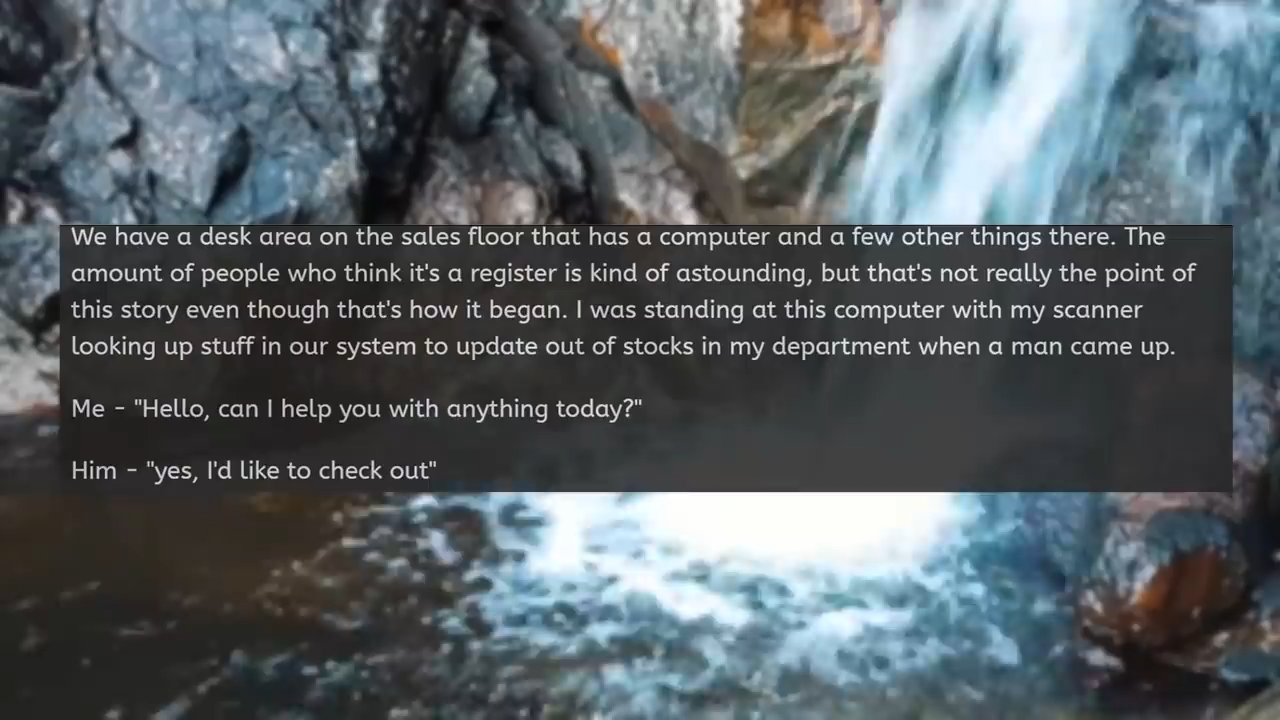 We have a desk area on the sales floor that has a computer and a few other things there. The
amount of people who think it's a register is kind of astounding, but that's not really the point of
this story even though that's how it began. I was standing at this computer with my scanner
looking up stuff in our system to update out of stocks in my department when a man came up.
Me - "Hello, can I help you with anything today?"
Him - "yes, I'd like to check out"